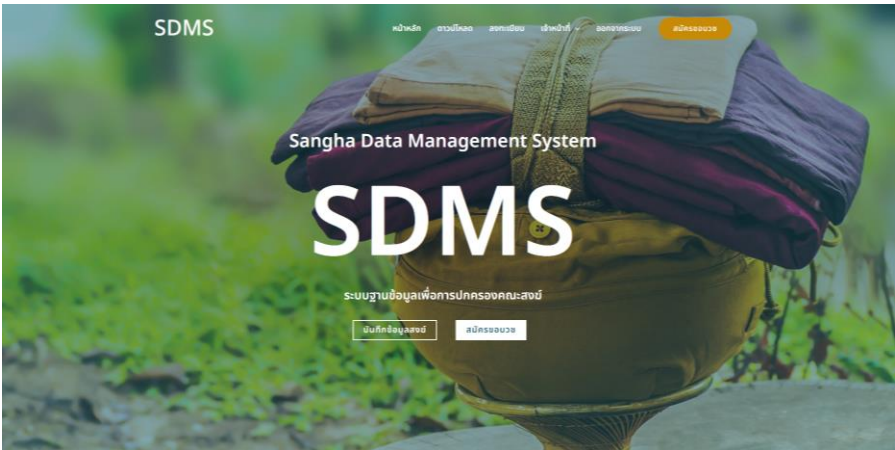 SDMS
หน้าหลัก ดาวน์โหลด ลงทะเบียน เจ้าหน้าที่ ออกจากระบบ สมัครขอบวช
Sangha Data Management System
SDMS
ระบบฐานข้อมูลเพื่อการปกครองคณะสงฆ์
บันทึกข้อมูลสงฆ์ สมัครขอบวช